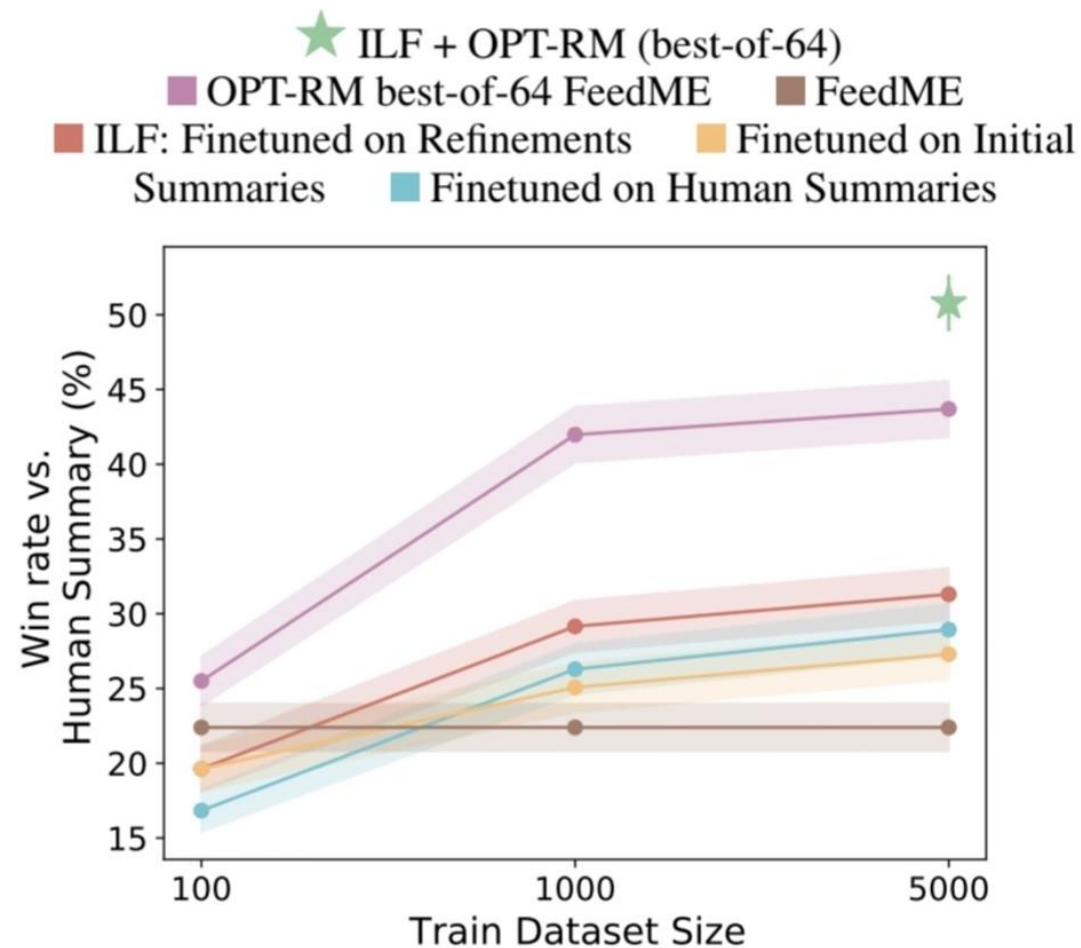 ILF + OPT-RM (best-of-64)
OPT-RM best-of-64 FeedME FeedME
ILF: Finetuned on Refinements Finetuned on Initial
Summaries Finetuned on Human Summaries
50
45
40
35
30
25
20
15
Win rate vs.
Human Summary (%)
100 1000 5000
Train Dataset Size